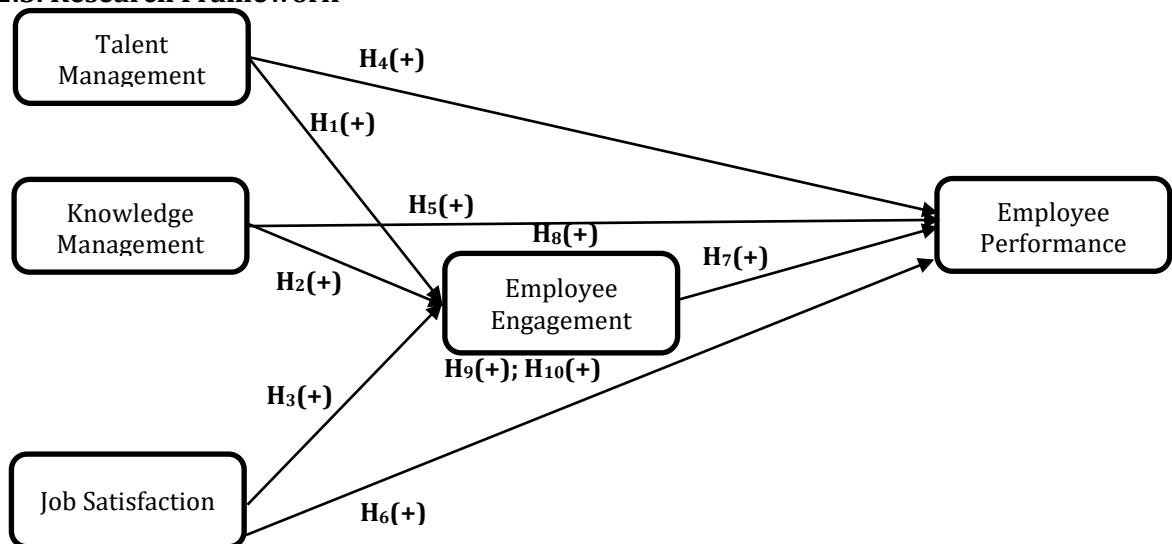 Talent
Management
H₄(+)
H₁(+)
Knowledge
Management
H₅(+)
H₈(+)
Employee
Performance
H₂(+)
Employee
Engagement
H₇(+)
H₉(+); H₁₀(+)
H₃(+)
Job Satisfaction
H₆(+)